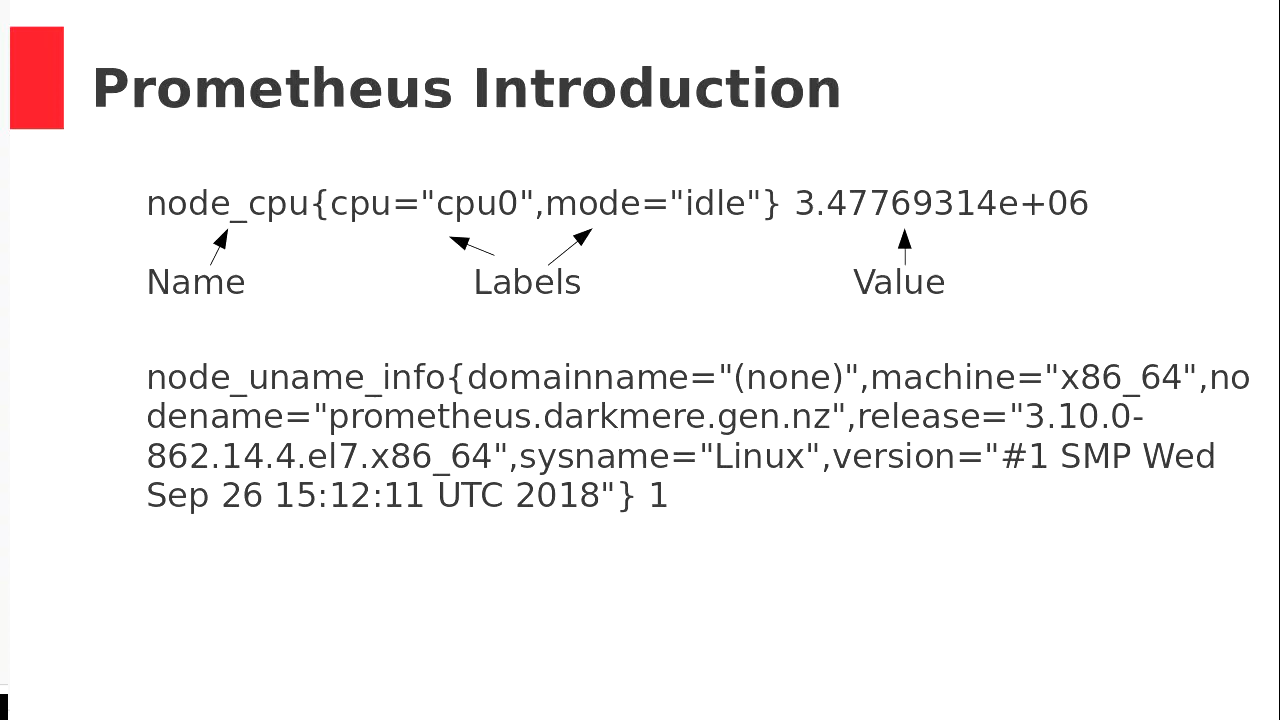 Prometheus Introduction
node_cpu{cpu="cpu0",mode="idle"} 3.47769314e+06
Name Labels Value
node_uname_info{domainname="(none)",machine="x86_64",no
dename="prometheus.darkmere.gen.nz",release="3.10.0-
862.14.4.el7.x86_64",sysname="Linux",version="#1 SMP Wed
Sep 26 15:12:11 UTC 2018"} 1